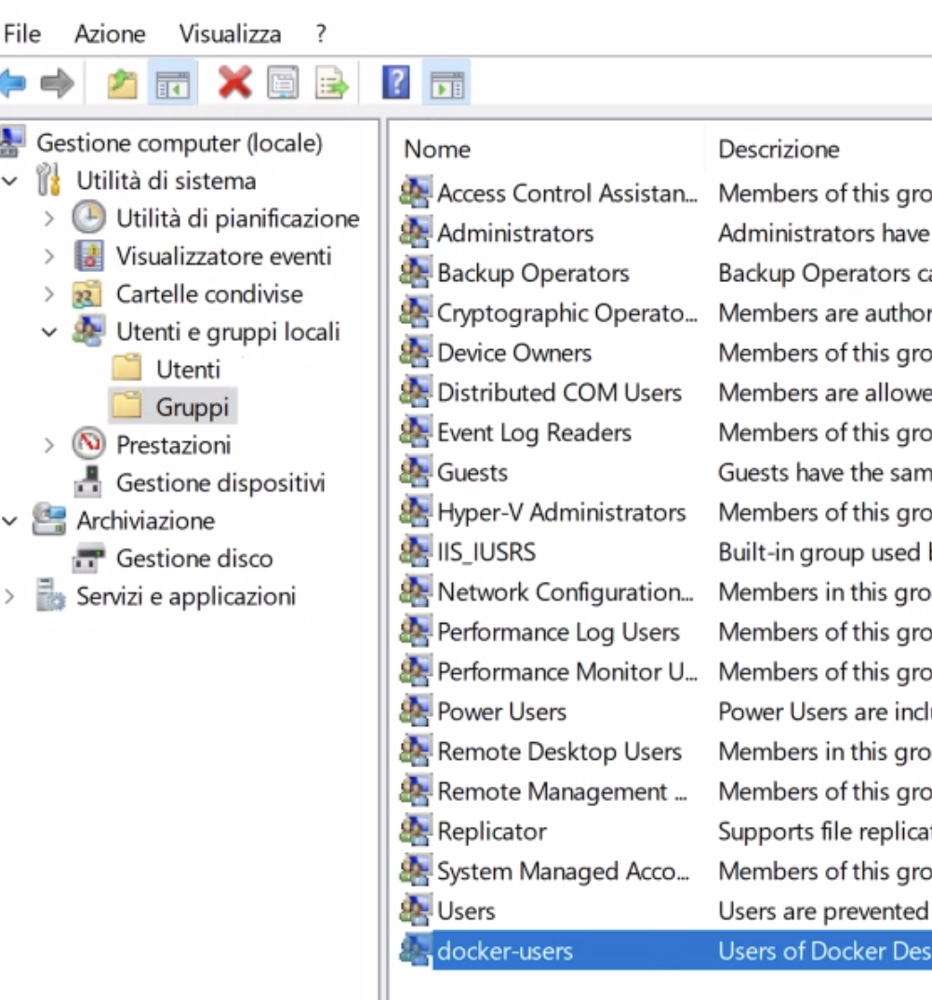 File Azione Visualizza ?
Gestione computer (locale)
Utilità di sistema
Utilità di pianificazione
Visualizzatore eventi
Cartelle condivise
Utenti e gruppi locali
Utenti
Gruppi
Prestazioni
Gestione dispositivi
Archiviazione
Gestione disco
Servizi e applicazioni
Nome Descrizione
Access Control Assistan... Members of this gro
Administrators Administrators have
Backup Operators Backup Operators ca
Cryptographic Operato... Members are author
Device Owners Members of this gro
Distributed COM Users Members are allowe
Event Log Readers Members of this gro
Guests Guests have the sam
Hyper-V Administrators Members of this gro
IIS_IUSRS Built-in group used b
Network Configuration... Members in this gro
Performance Log Users Members of this gro
Performance Monitor U... Members of this gro
Power Users Power Users are inclu
Remote Desktop Users Members in this gro
Remote Management ... Members of this gro
Replicator Supports file replicat
System Managed Acco... Members of this gro
Users Users are prevented
docker-users Users of Docker Des